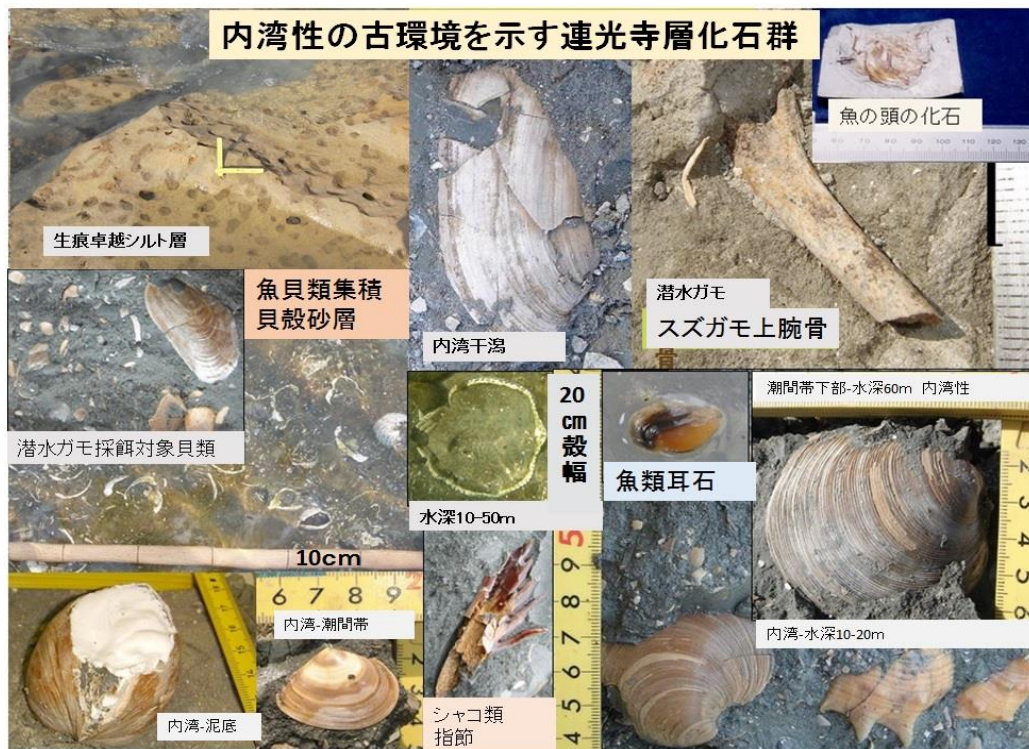 内湾性の古環境を示す連光寺層化石群
魚の頭の化石
生痕卓越シルト層
魚貝類集積
貝殻砂層
内湾干潟
潜水ガモ
スズガモ上腕骨
骨
潜水ガモ採餌対象貝類
20
cm
殻
幅
魚類耳石
潮間帯下部-水深60m 内湾性
水深10-50m
10cm
6 7 8 9
内湾-潮間帯
内湾-水深10-20m
内湾-泥底
シャコ類
指節